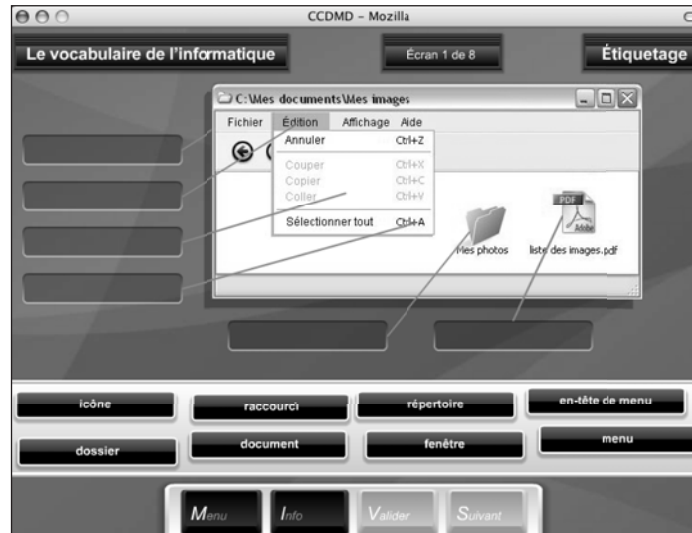 CCDMD - Mozilla
Le vocabulaire de l'informatique
Écran 1 de 8
Étiquetage
C:\Mes documents\Mes images
Fichier Édition Affichage Aide
Annuler Ctrl+Z
Couper Ctrl+X
Copier Ctrl+C
Coller Ctrl+V
Sélectionner tout Ctrl+A
PDF
Adobe
Mes photos
liste des images.pdf
icône
raccourci
répertoire
en-tête de menu
dossier
document
fenêtre
menu
Menu
Info
Valider
Suivant